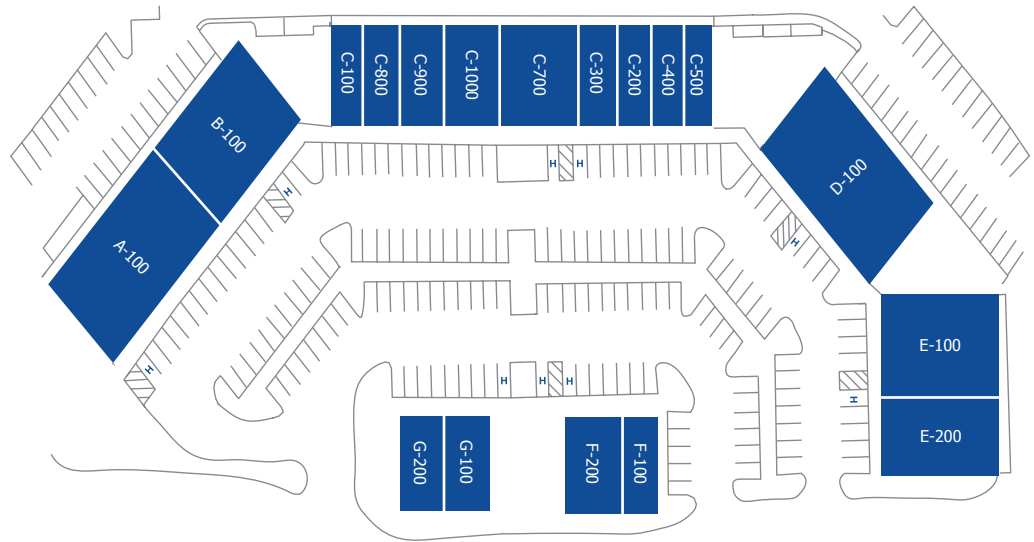 C-100
C-800
C-900
C-1000
C-700
C-300
C-200
C-400
C-500
B-100
A-100
D-100
H
H
H
H
H
E-100
H
H
H
H
H
E-200
G-200
G-100
F-200
F-100